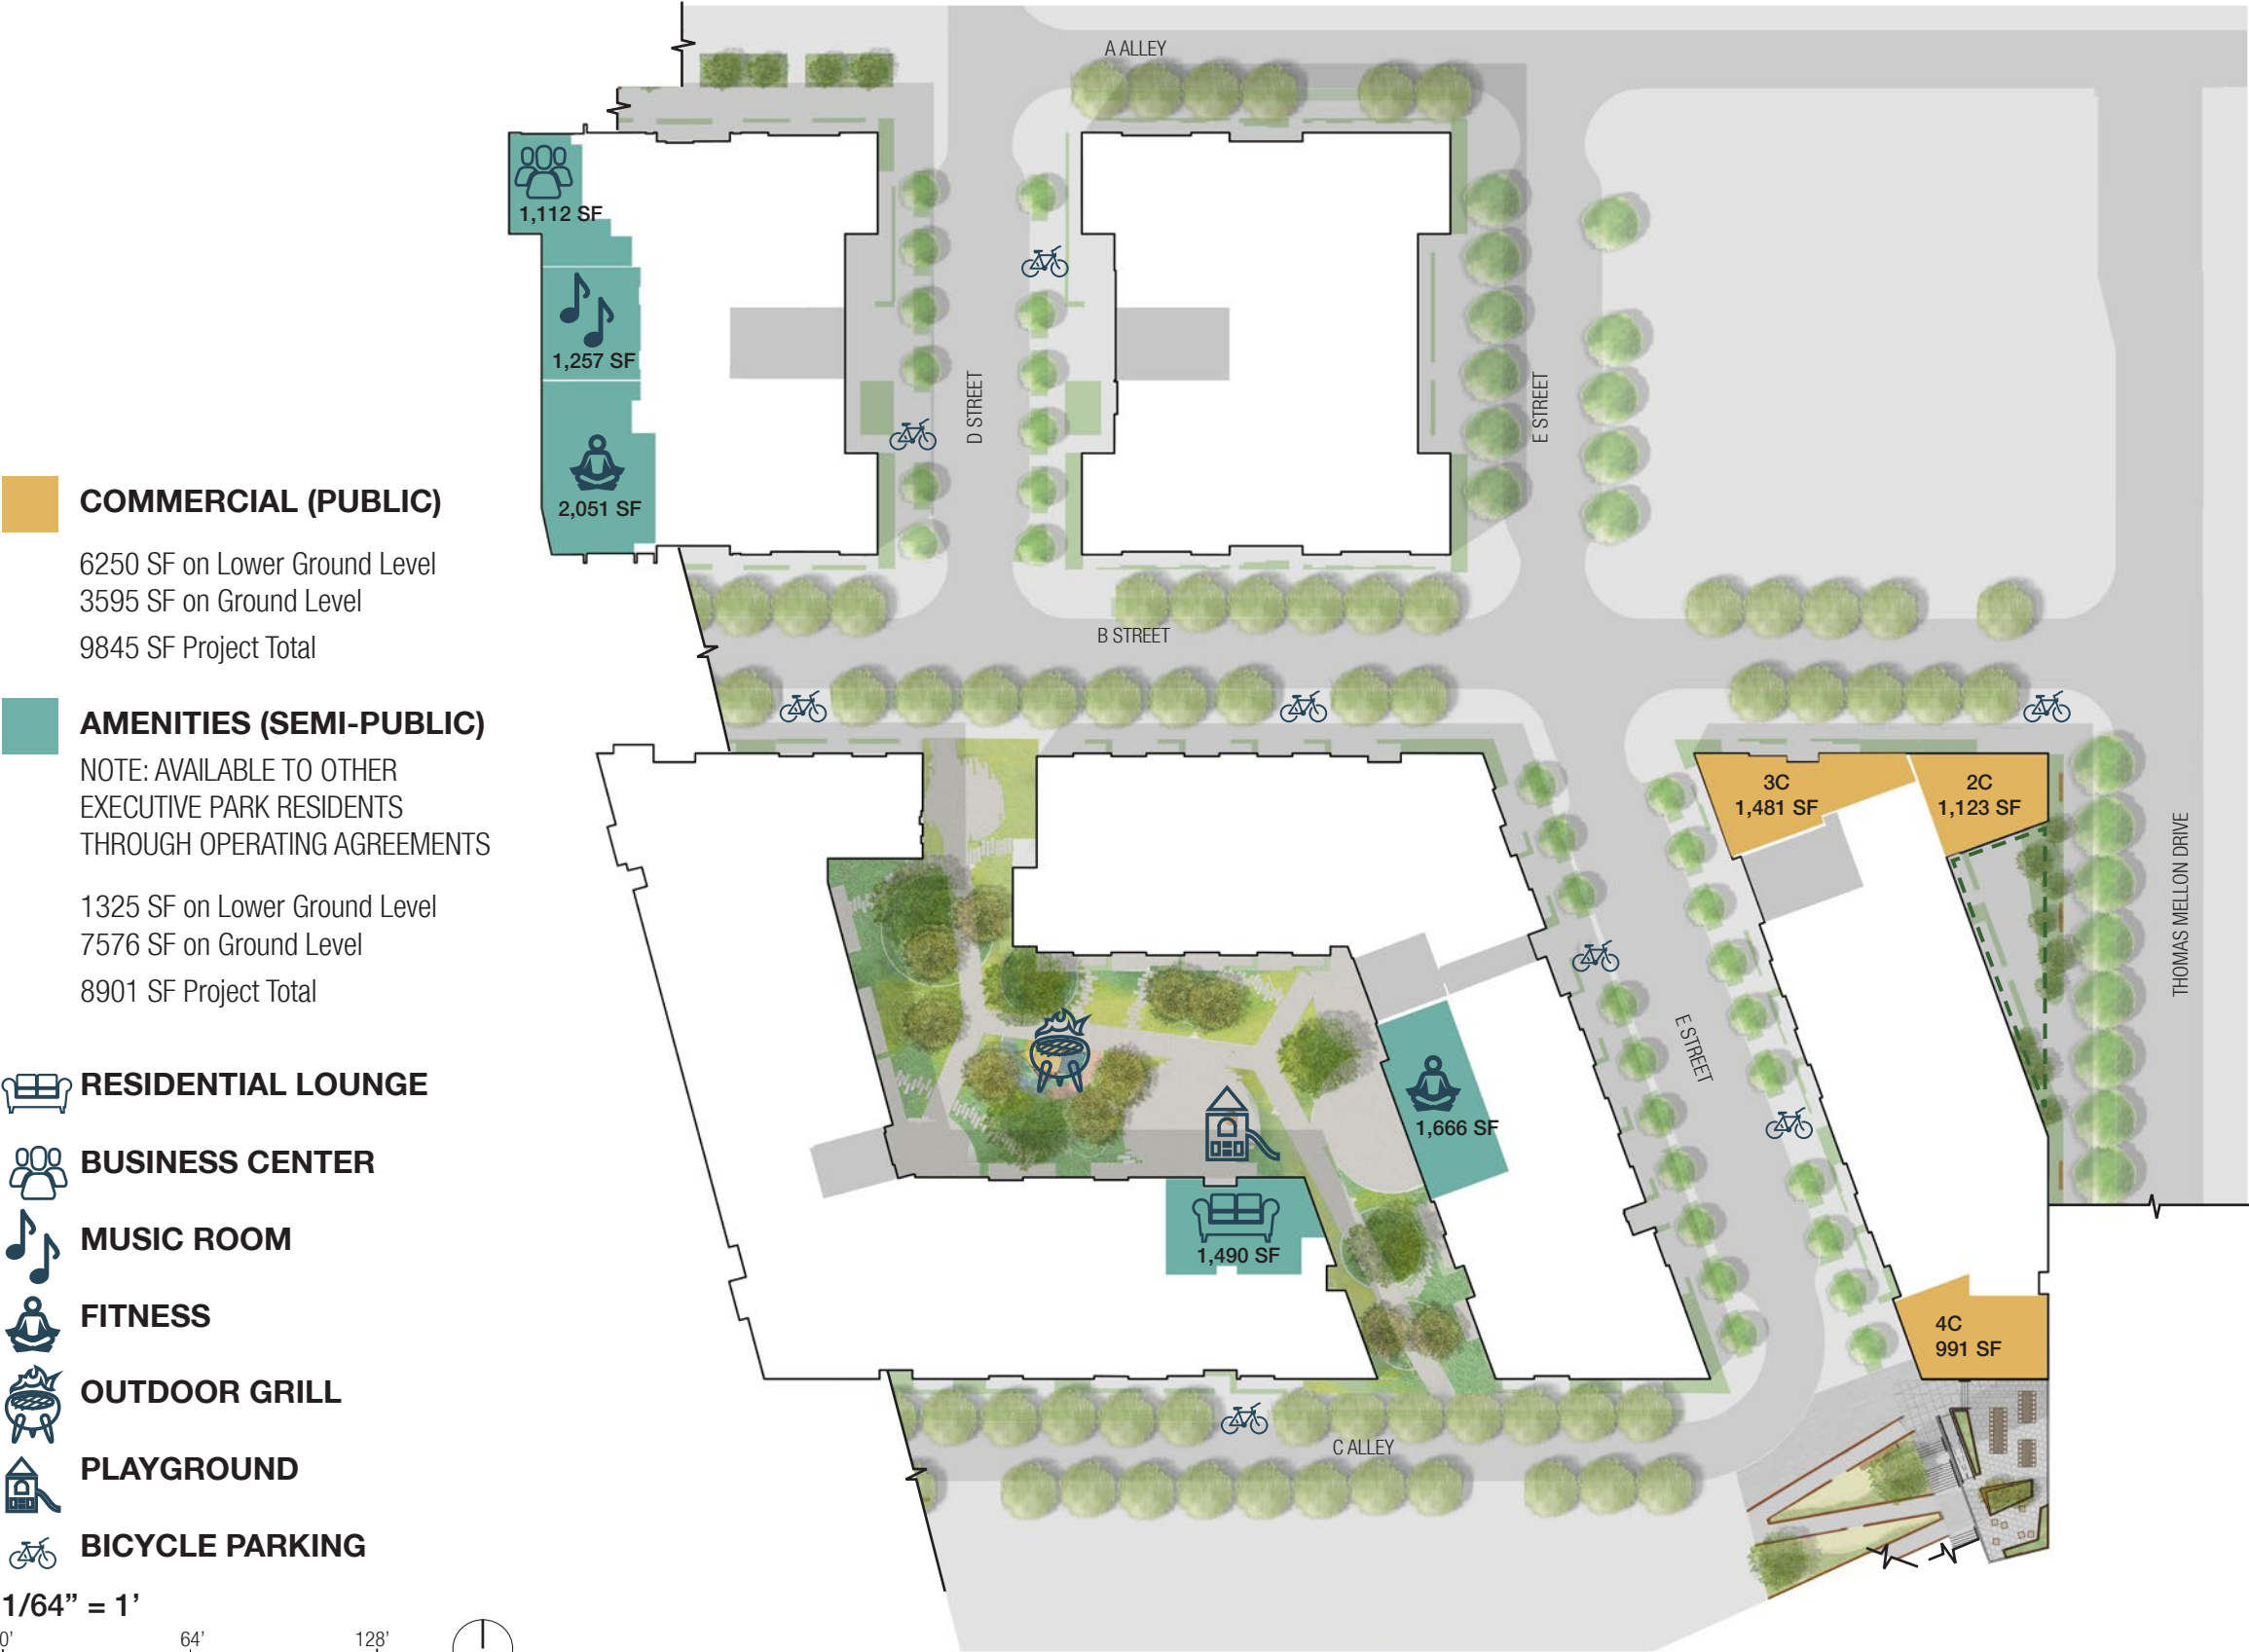 COMMERCIAL (PUBLIC)
6250 SF on Lower Ground Level
3595 SF on Ground Level
9845 SF Project Total
AMENITIES (SEMI-PUBLIC)
NOTE: AVAILABLE TO OTHER
EXECUTIVE PARK RESIDENTS
THROUGH OPERATING AGREEMENTS
1325 SF on Lower Ground Level
7576 SF on Ground Level
8901 SF Project Total
RESIDENTIAL LOUNGE
BUSINESS CENTER
MUSIC ROOM
FITNESS
OUTDOOR GRILL
PLAYGROUND
BICYCLE PARKING
1/64” = 1’
0’
64’
128’
A ALLEY
1,112 SF
1,257 SF
2,051 SF
D STREET
E STREET
B STREET
3C
1,481 SF
2C
1,123 SF
THOMAS MELLON DRIVE
E STREET
1,666 SF
1,490 SF
4C
991 SF
C ALLEY